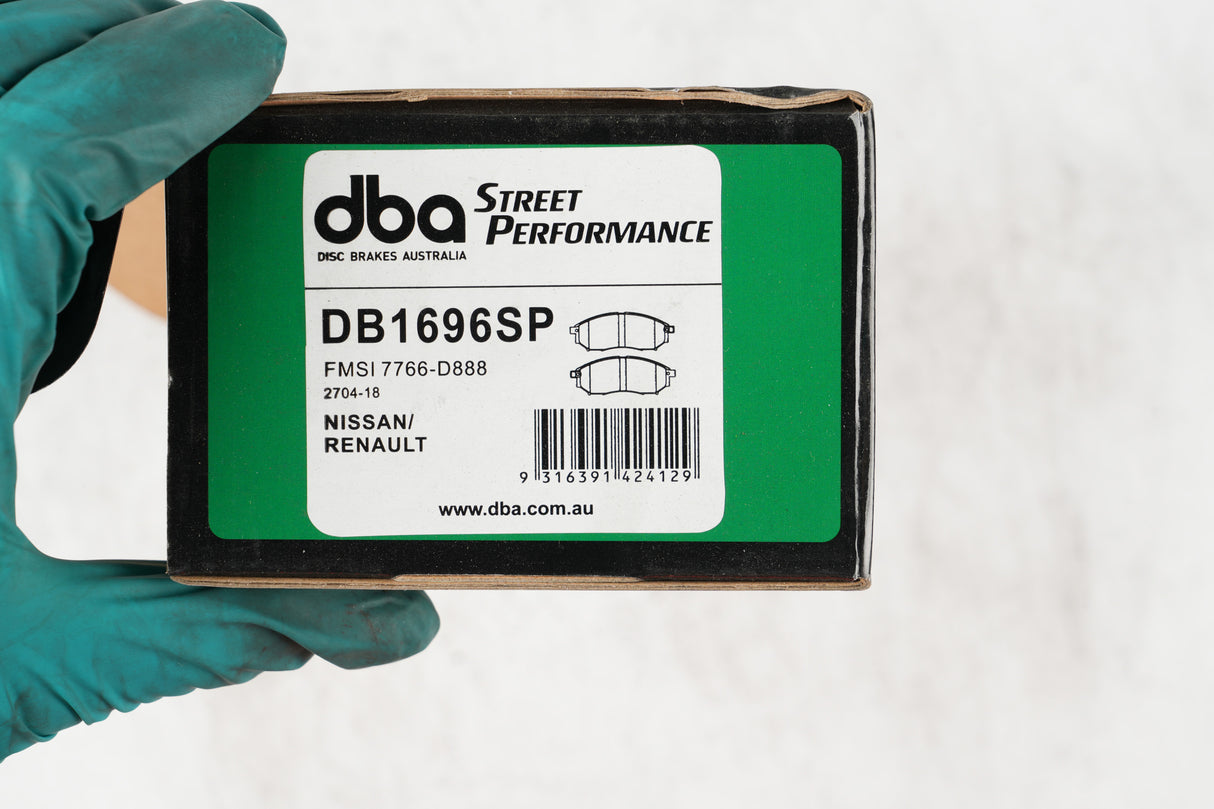 dba STREET
PERFORMANCE
DISC BRAKES AUSTRALIA
DB1696SP
FMSI 7766-D888
2704-18
NISSAN/
RENAULT
9 316391 424129
www.dba.com.au